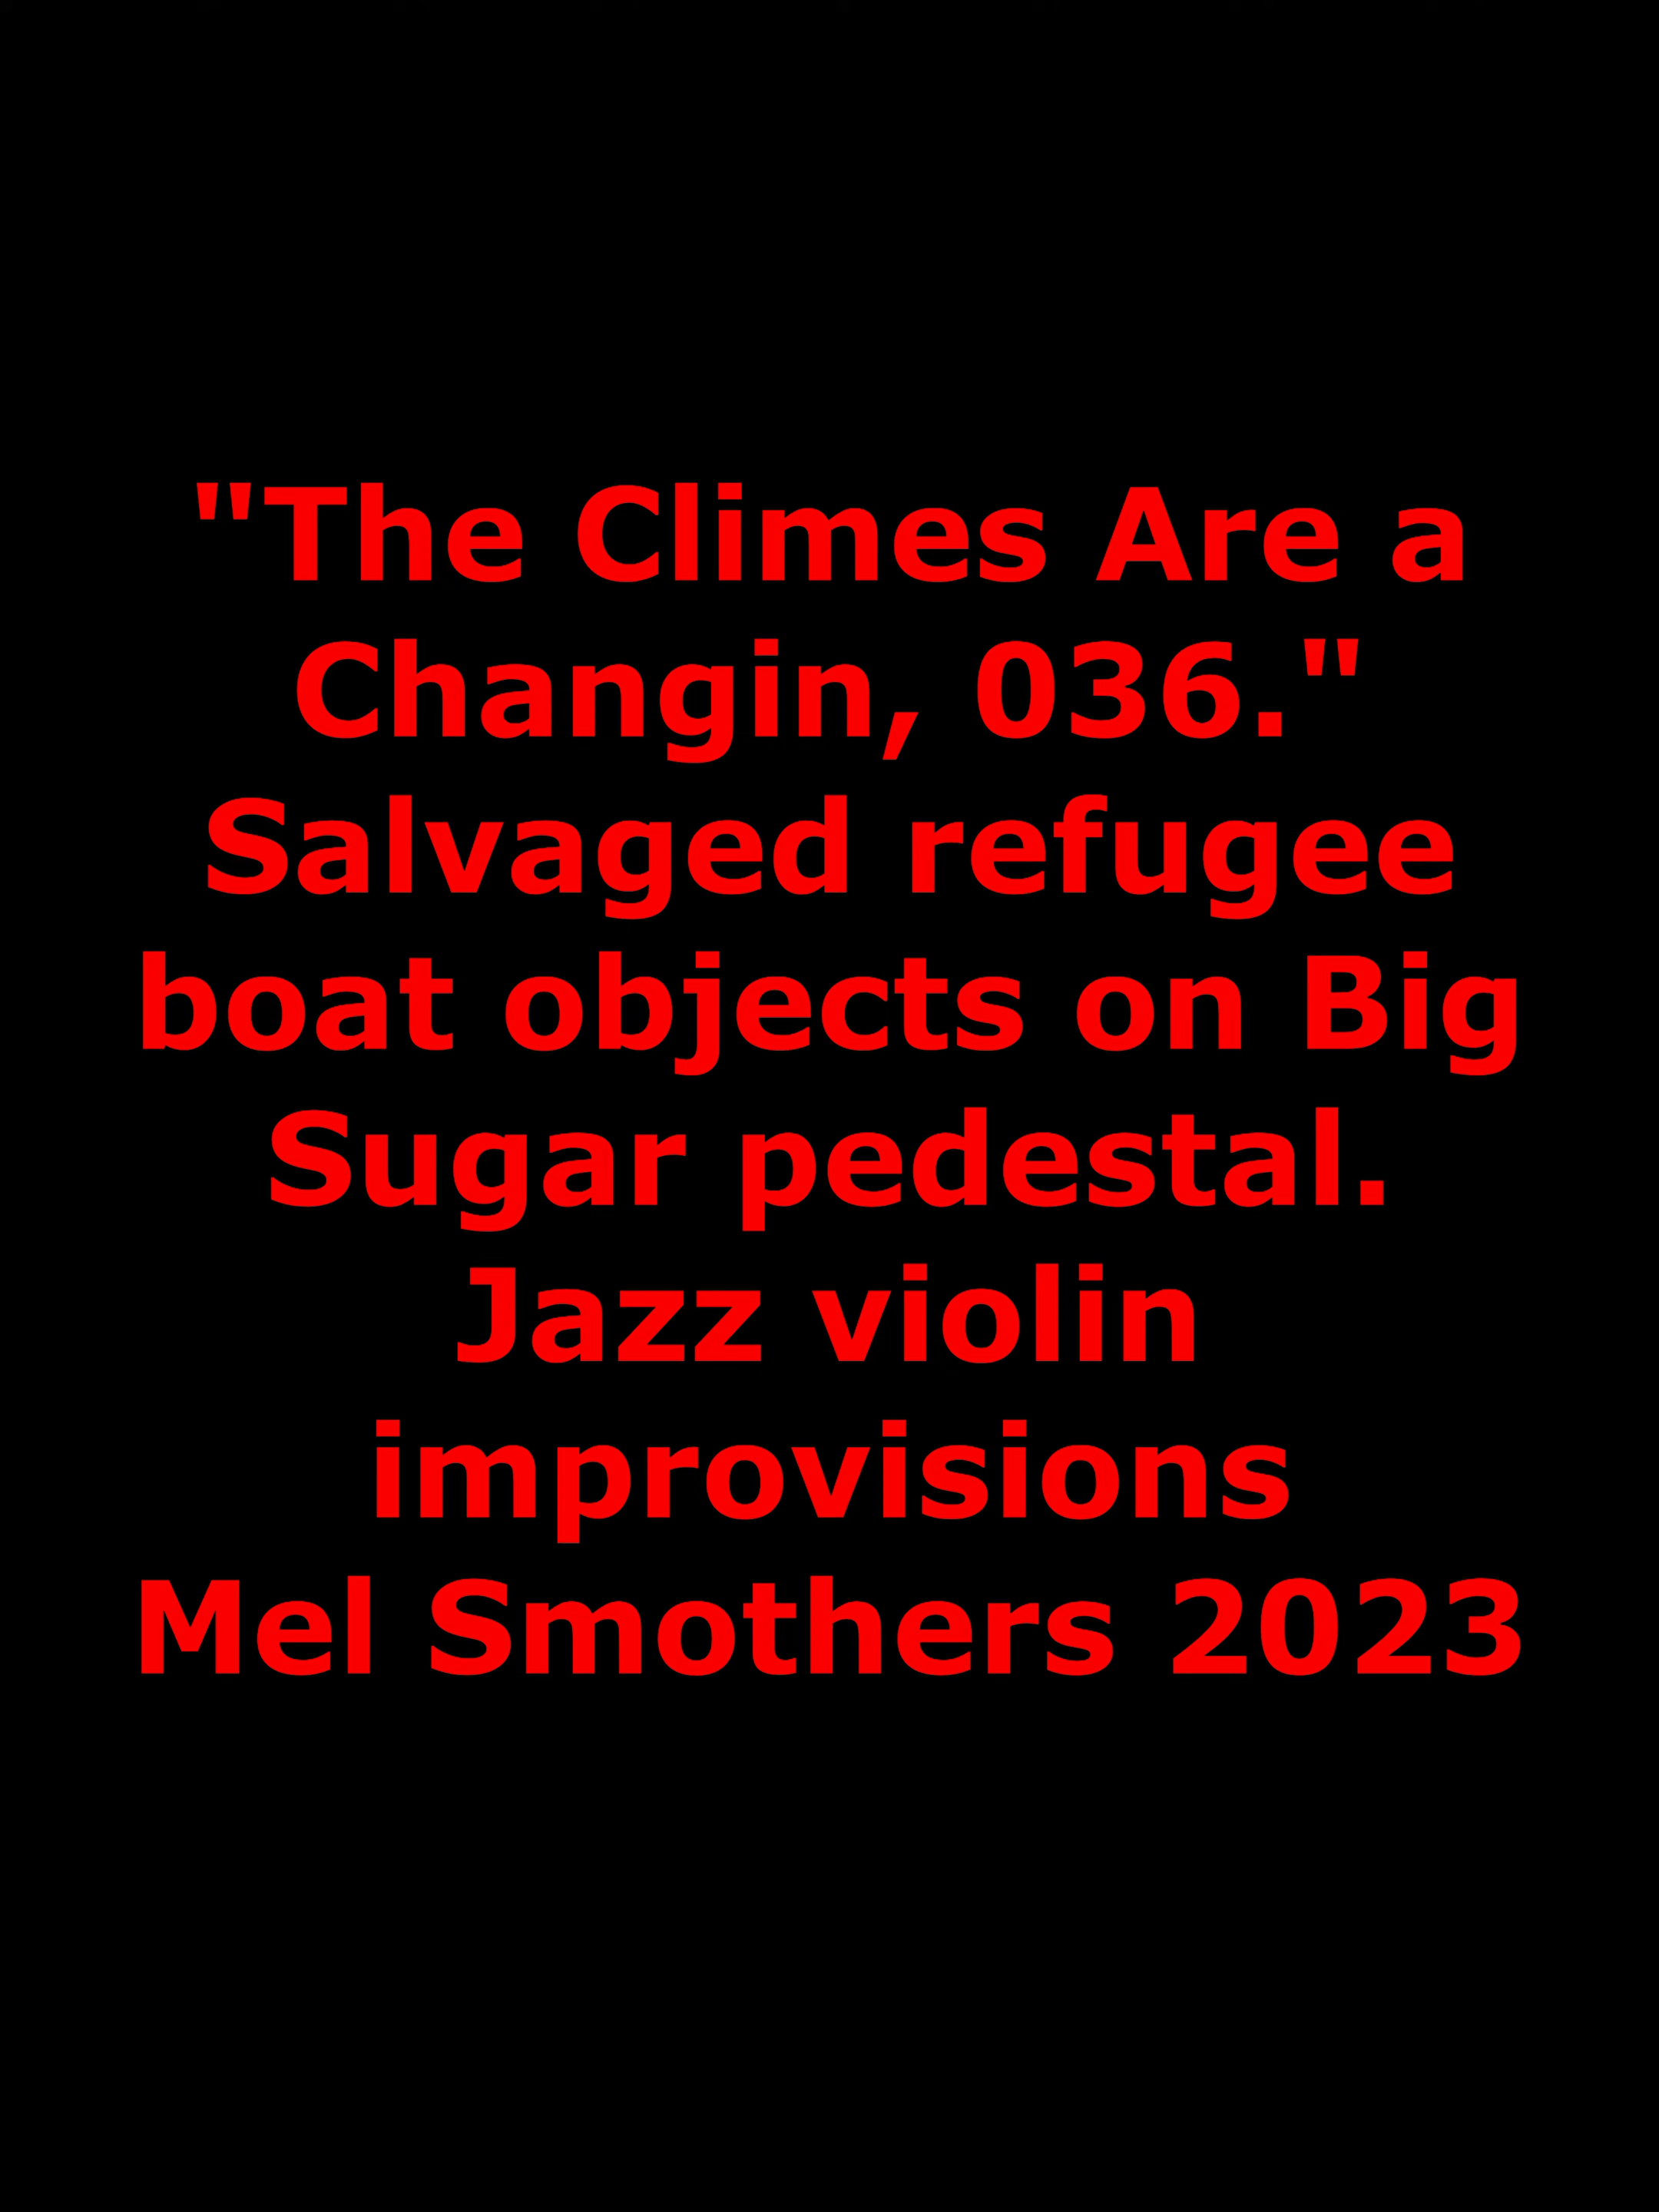 "The Climes Are a
Changin, 036."
Salvaged refugee
boat objects on Big
Sugar pedestal.
Jazz violin
improvisions
Mel Smothers 2023